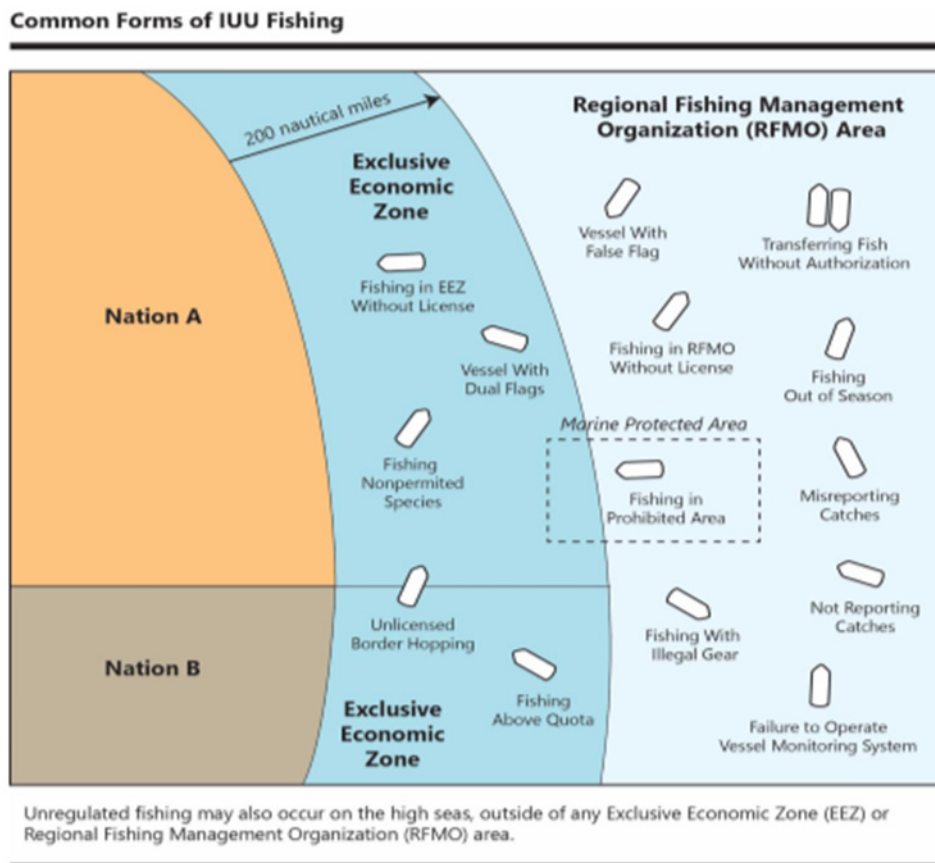 Common Forms of IUU Fishing
200 nautical miles
Regional Fishing Management
Organization (RFMO) Area
Exclusive
Economic
Zone
Vessel With
False Flag
Transferring Fish
Without Authorization
Fishing in EEZ
Without License
Nation A
Vessel With
Dual Flags
Fishing in RFMO
Without License
Fishing
Out of Season
Marine Protected Area
Fishing
Nonpermited
Species
Fishing in
Prohibited Area
Misreporting
Catches
Unlicensed
Border Hopping
Fishing With
Illegal Gear
Not Reporting
Catches
Nation B
Fishing
Above Quota
Exclusive
Economic
Zone
Failure to Operate
Vessel Monitoring System
Unregulated fishing may also occur on the high seas, outside of any Exclusive Economic Zone (EEZ) or
Regional Fishing Management Organization (RFMO) area.